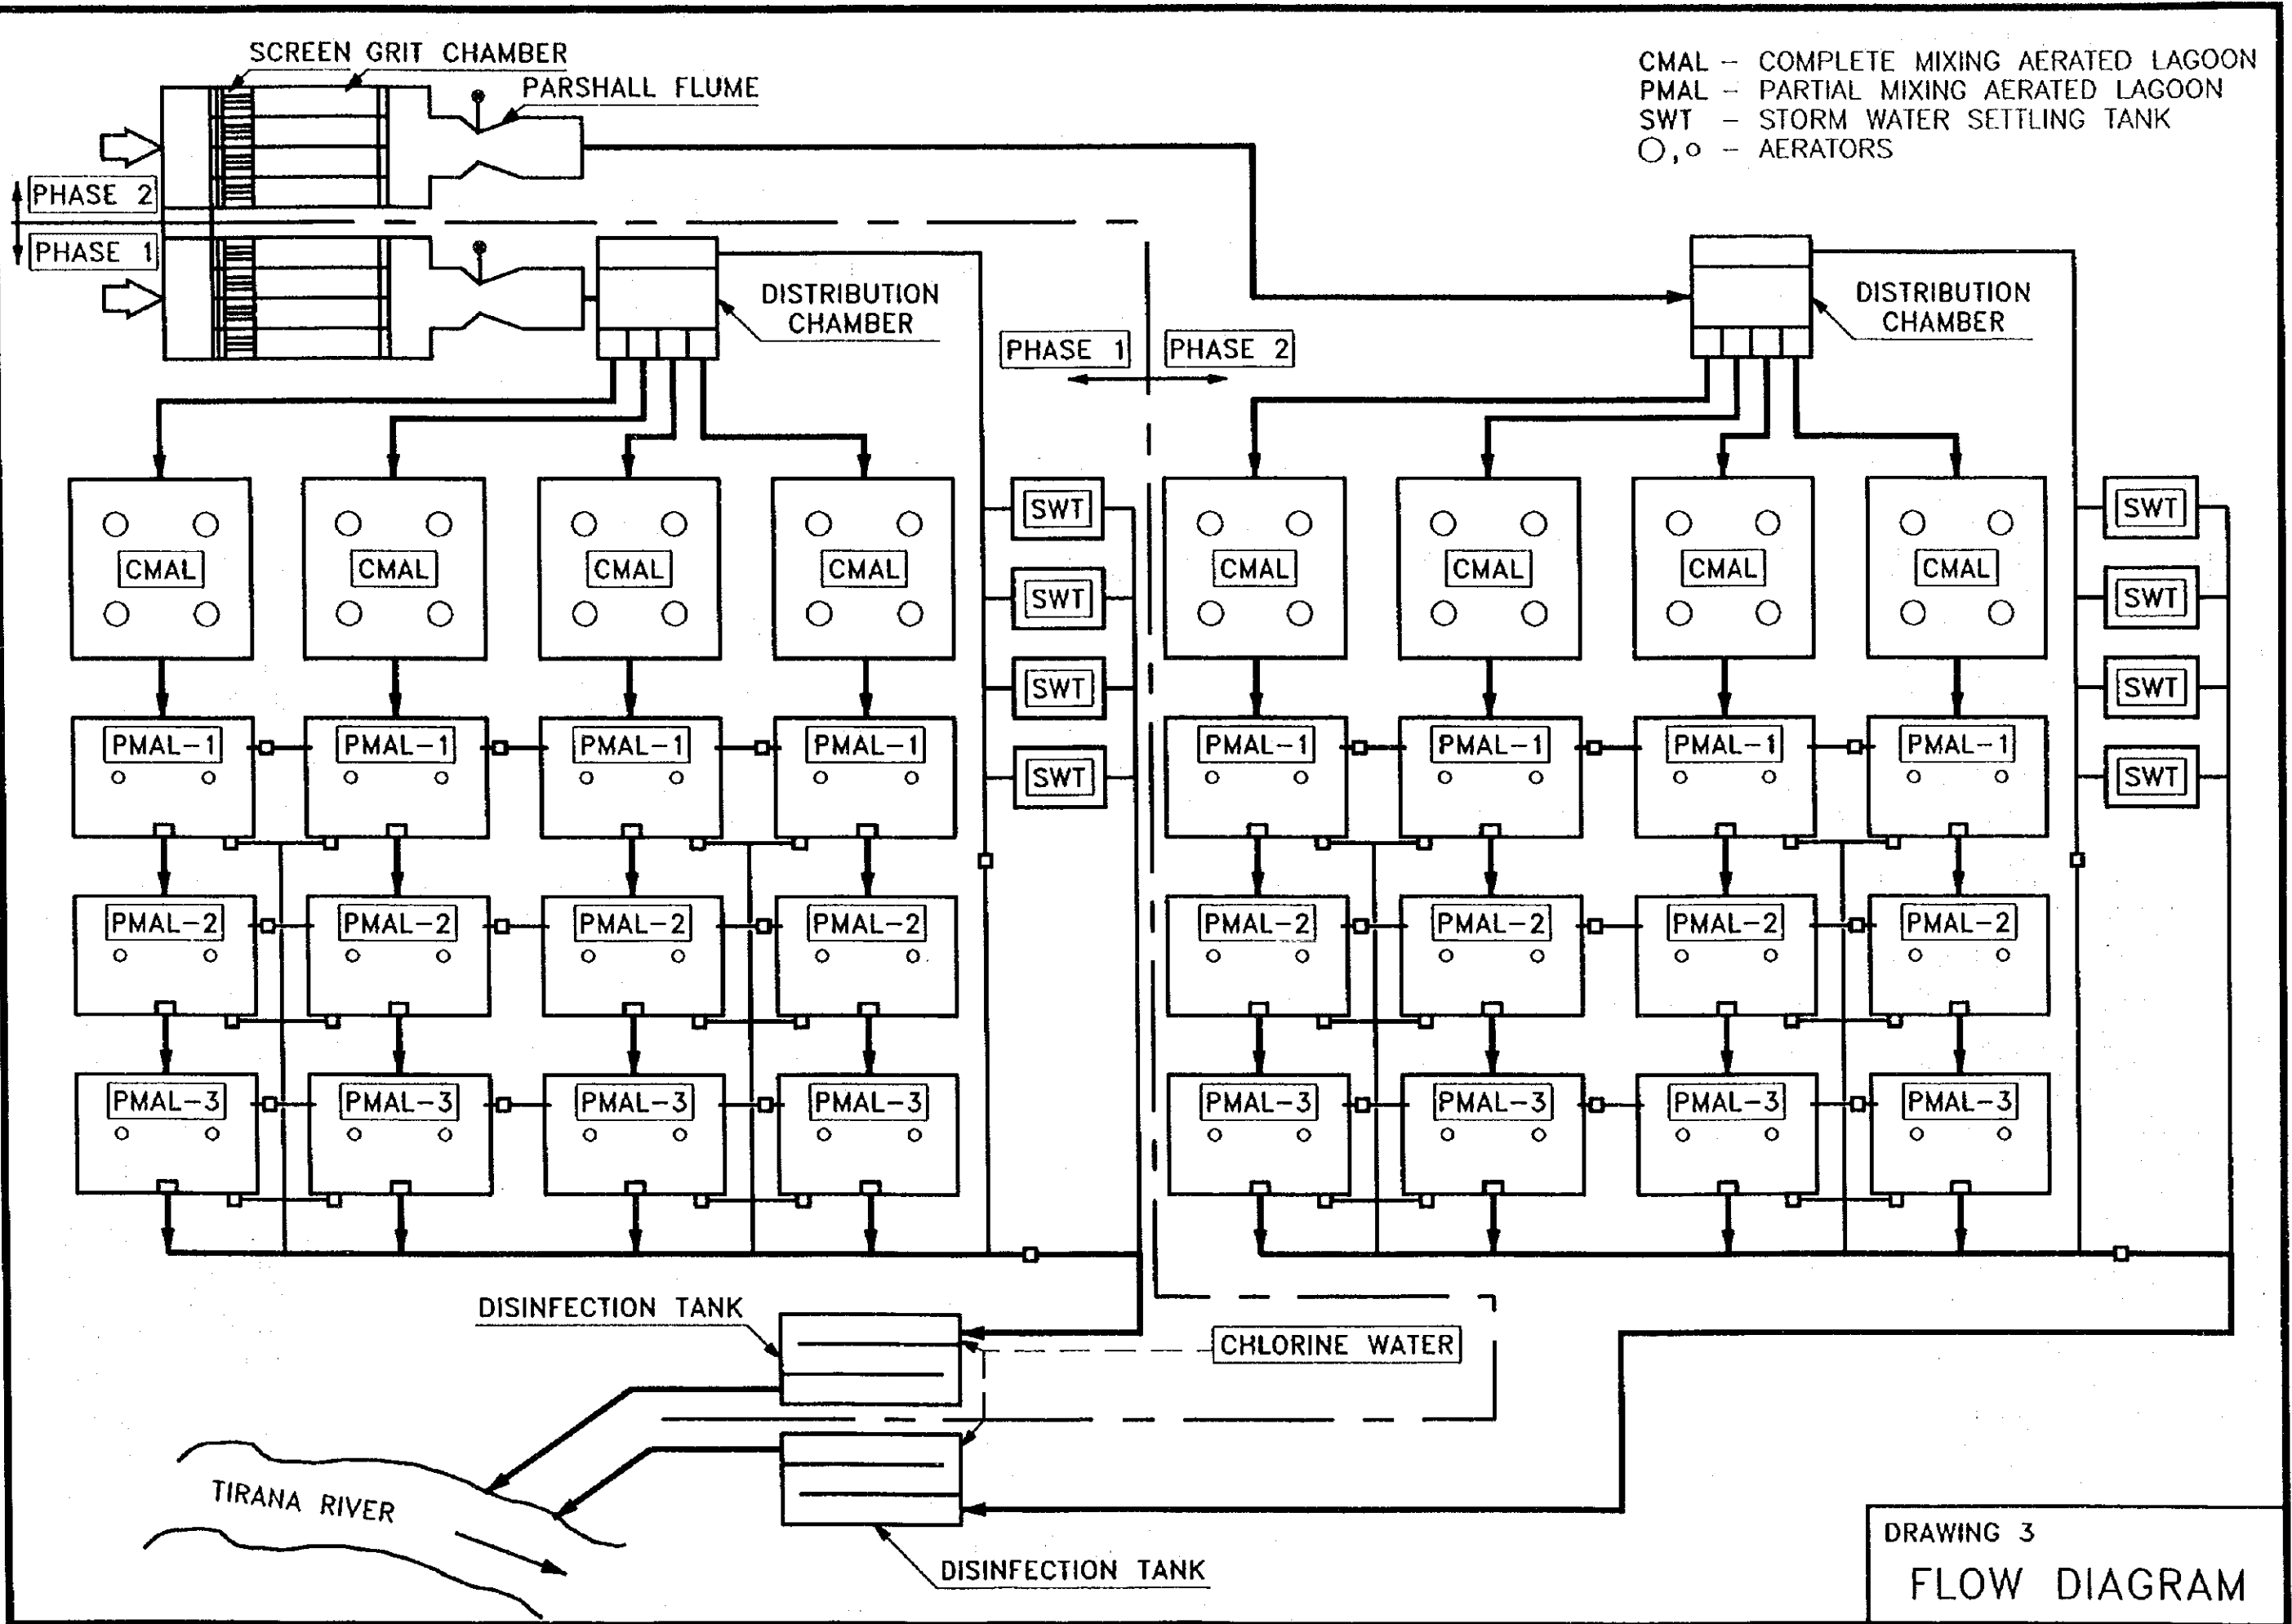 SCREEN GRIT CHAMBER
PARSHALL FLUME
CMAL - COMPLETE MIXING AERATED LAGOON
PMAL - PARTIAL MIXING AERATED LAGOON
SWT - STORM WATER SETTLING TANK
○,○ - AERATORS
PHASE 2
PHASE 1
DISTRIBUTION
CHAMBER
DISTRIBUTION
CHAMBER
PHASE 1 PHASE 2
SWT SWT
CMAL CMAL CMAL CMAL CMAL CMAL CMAL CMAL
SWT SWT
SWT SWT
PMAL-1 PMAL-1 PMAL-1 PMAL-1 PMAL-1 PMAL-1 PMAL-1 PMAL-1
SWT SWT
PMAL-2 PMAL-2 PMAL-2 PMAL-2 PMAL-2 PMAL-2 PMAL-2 PMAL-2
PMAL-3 PMAL-3 PMAL-3 PMAL-3 PMAL-3 PMAL-3 PMAL-3 PMAL-3
DISINFECTION TANK
CHLORINE WATER
TIRANA RIVER
DISINFECTION TANK
DRAWING 3
FLOW DIAGRAM